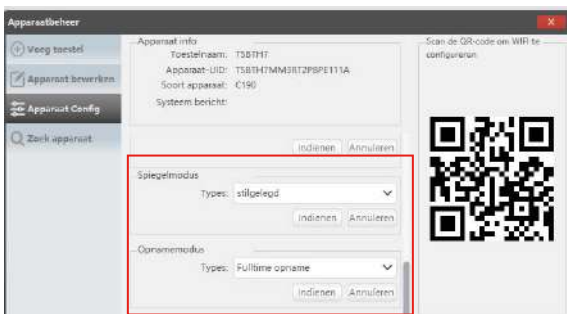 Apparaatbeheer
Voeg toestel
Apparaat bewerken
Apparaat Config
Zoek apparaat
Apparaat info
Toestelnaam: TSBTH7
Apparaat-UID: TSBTH7MM3RT2PBPE111A
Soort apparaat: C190
Systeem bericht:
Indienen Annuleren
Spiegelmodus
Types: stilgelegd
Indienen Annuleren
Opnamemodus
Types: Fulltime opname
Indienen Annuleren
Scan de QR-code om WIFI te
configureren